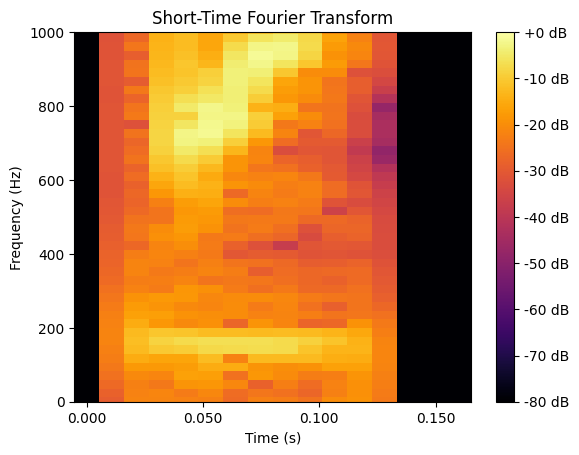 Short-Time Fourier Transform
1000
800
600
400
200
0
Frequency (Hz)
0.000
0.050
0.100
0.150
Time (s)
+0 dB
-10 dB
-20 dB
-30 dB
-40 dB
-50 dB
-60 dB
-70 dB
-80 dB